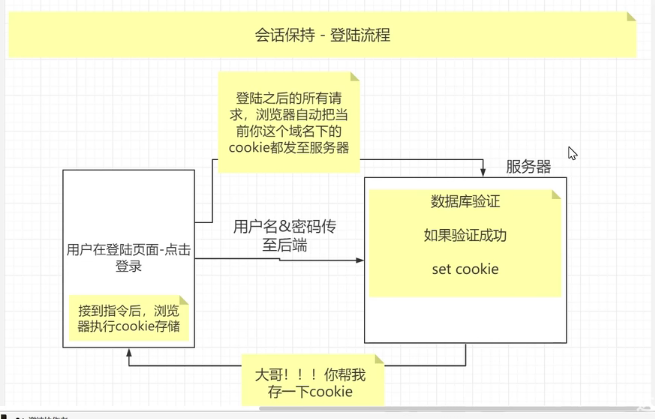 会话保持 - 登陆流程
登陆之后的所有请
求，浏览器自动把当
前你这个域名下的
cookie都发至服务器
服务器
数据库验证
如果验证成功
set cookie
用户名&密码传
至后端
用户在登陆页面-点击
登录
接到指令后，浏览
器执行cookie存储
大哥！！！你帮我
存一下cookie